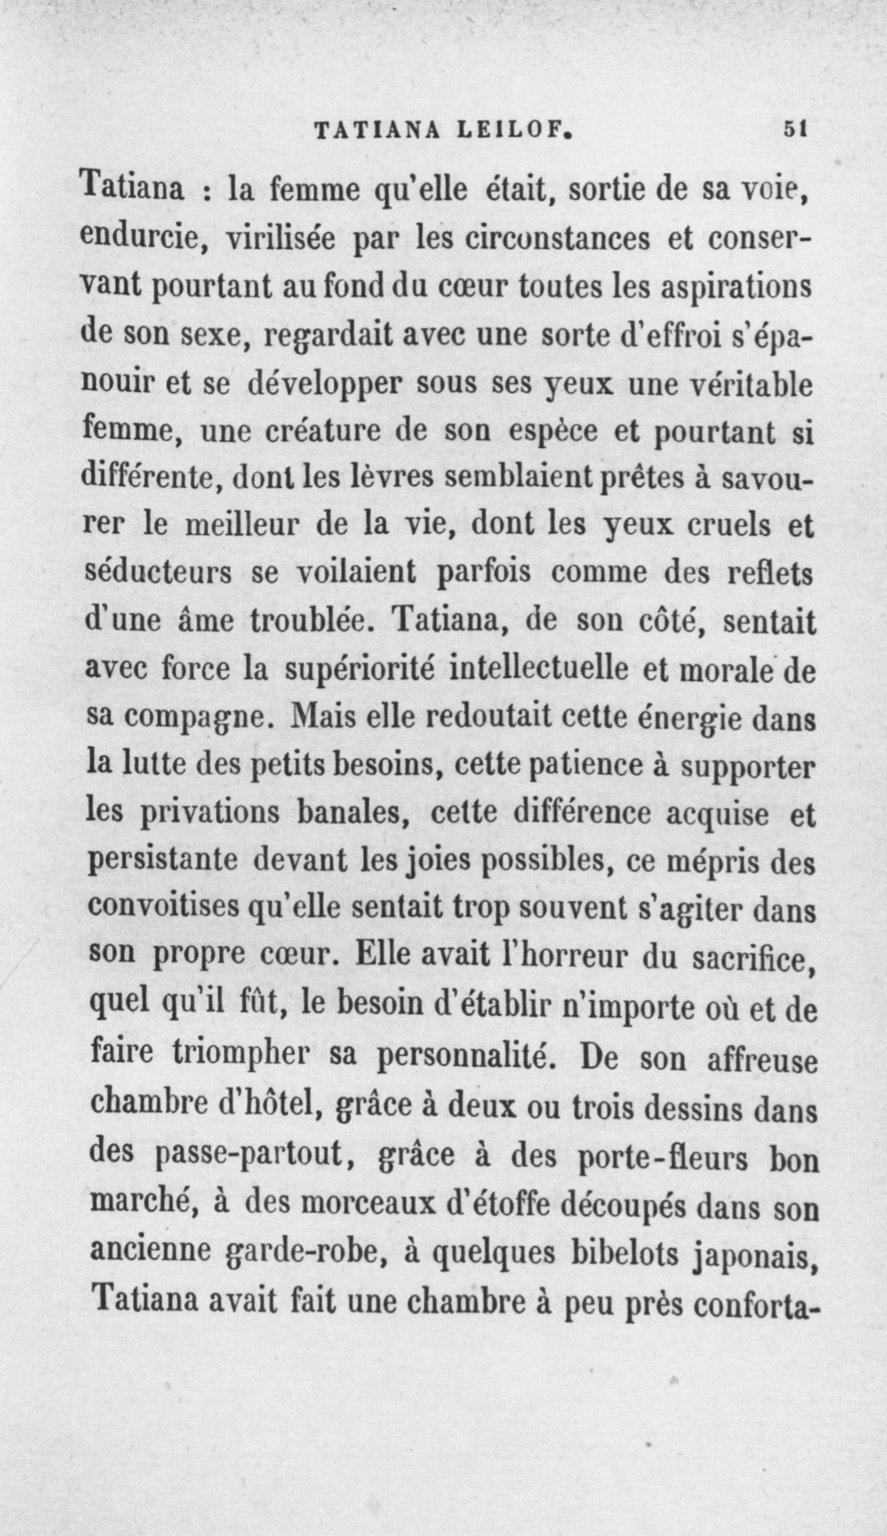 TATIANA LEILOF. 51
Tatiana : la femme qu'elle était, sortie de sa voie,
endurcie, virilisée par les circonstances et conser-
vant pourtant au fond du cœur toutes les aspirations
de son sexe, regardait avec une sorte d'effroi s'épa-
nouir et se développer sous ses yeux une véritable
femme, une créature de son espèce et pourtant si
différente, dont les lèvres semblaient prêtes à savou-
rer le meilleur de la vie, dont les yeux cruels et
séducteurs se voilaient parfois comme des reflets
d'une âme troublée. Tatiana, de son côté, sentait
avec force la supériorité intellectuelle et morale de
sa compagne. Mais elle redoutait cette énergie dans
la lutte des petits besoins, cette patience à supporter
les privations banales, cette différence acquise et
persistante devant les joies possibles, ce mépris des
convoitises qu'elle sentait trop souvent s'agiter dans
son propre cœur. Elle avait l'horreur du sacrifice,
quel qu'il fût, le besoin d'établir n'importe où et de
faire triompher sa personnalité. De son affreuse
chambre d'hôtel, grâce à deux ou trois dessins dans
des passe-partout, grâce à des porte-fleurs bon
marché, à des morceaux d'étoffe découpés dans son
ancienne garde-robe, à quelques bibelots japonais,
Tatiana avait fait une chambre à peu près conforta-